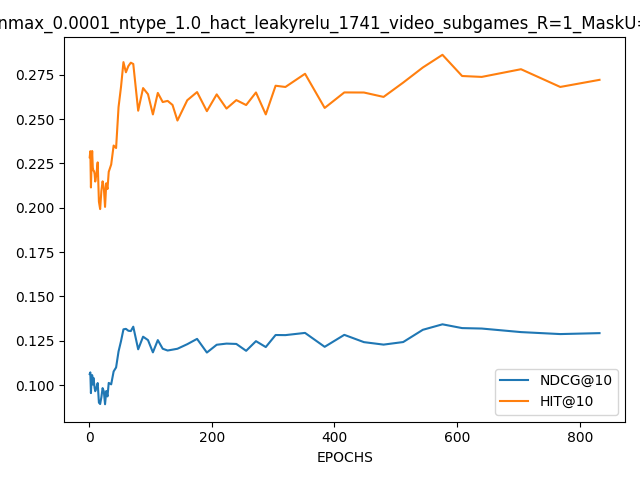 nmax_0.0001_ntype_1.0_hact_leakyrelu_1741_video_subgames_R=1_MaskU=
0.275
0.250
0.225
0.200
0.175
0.150
0.125
0.100
NDCG@10
HIT@10
0 200 400 600 800
EPOCHS